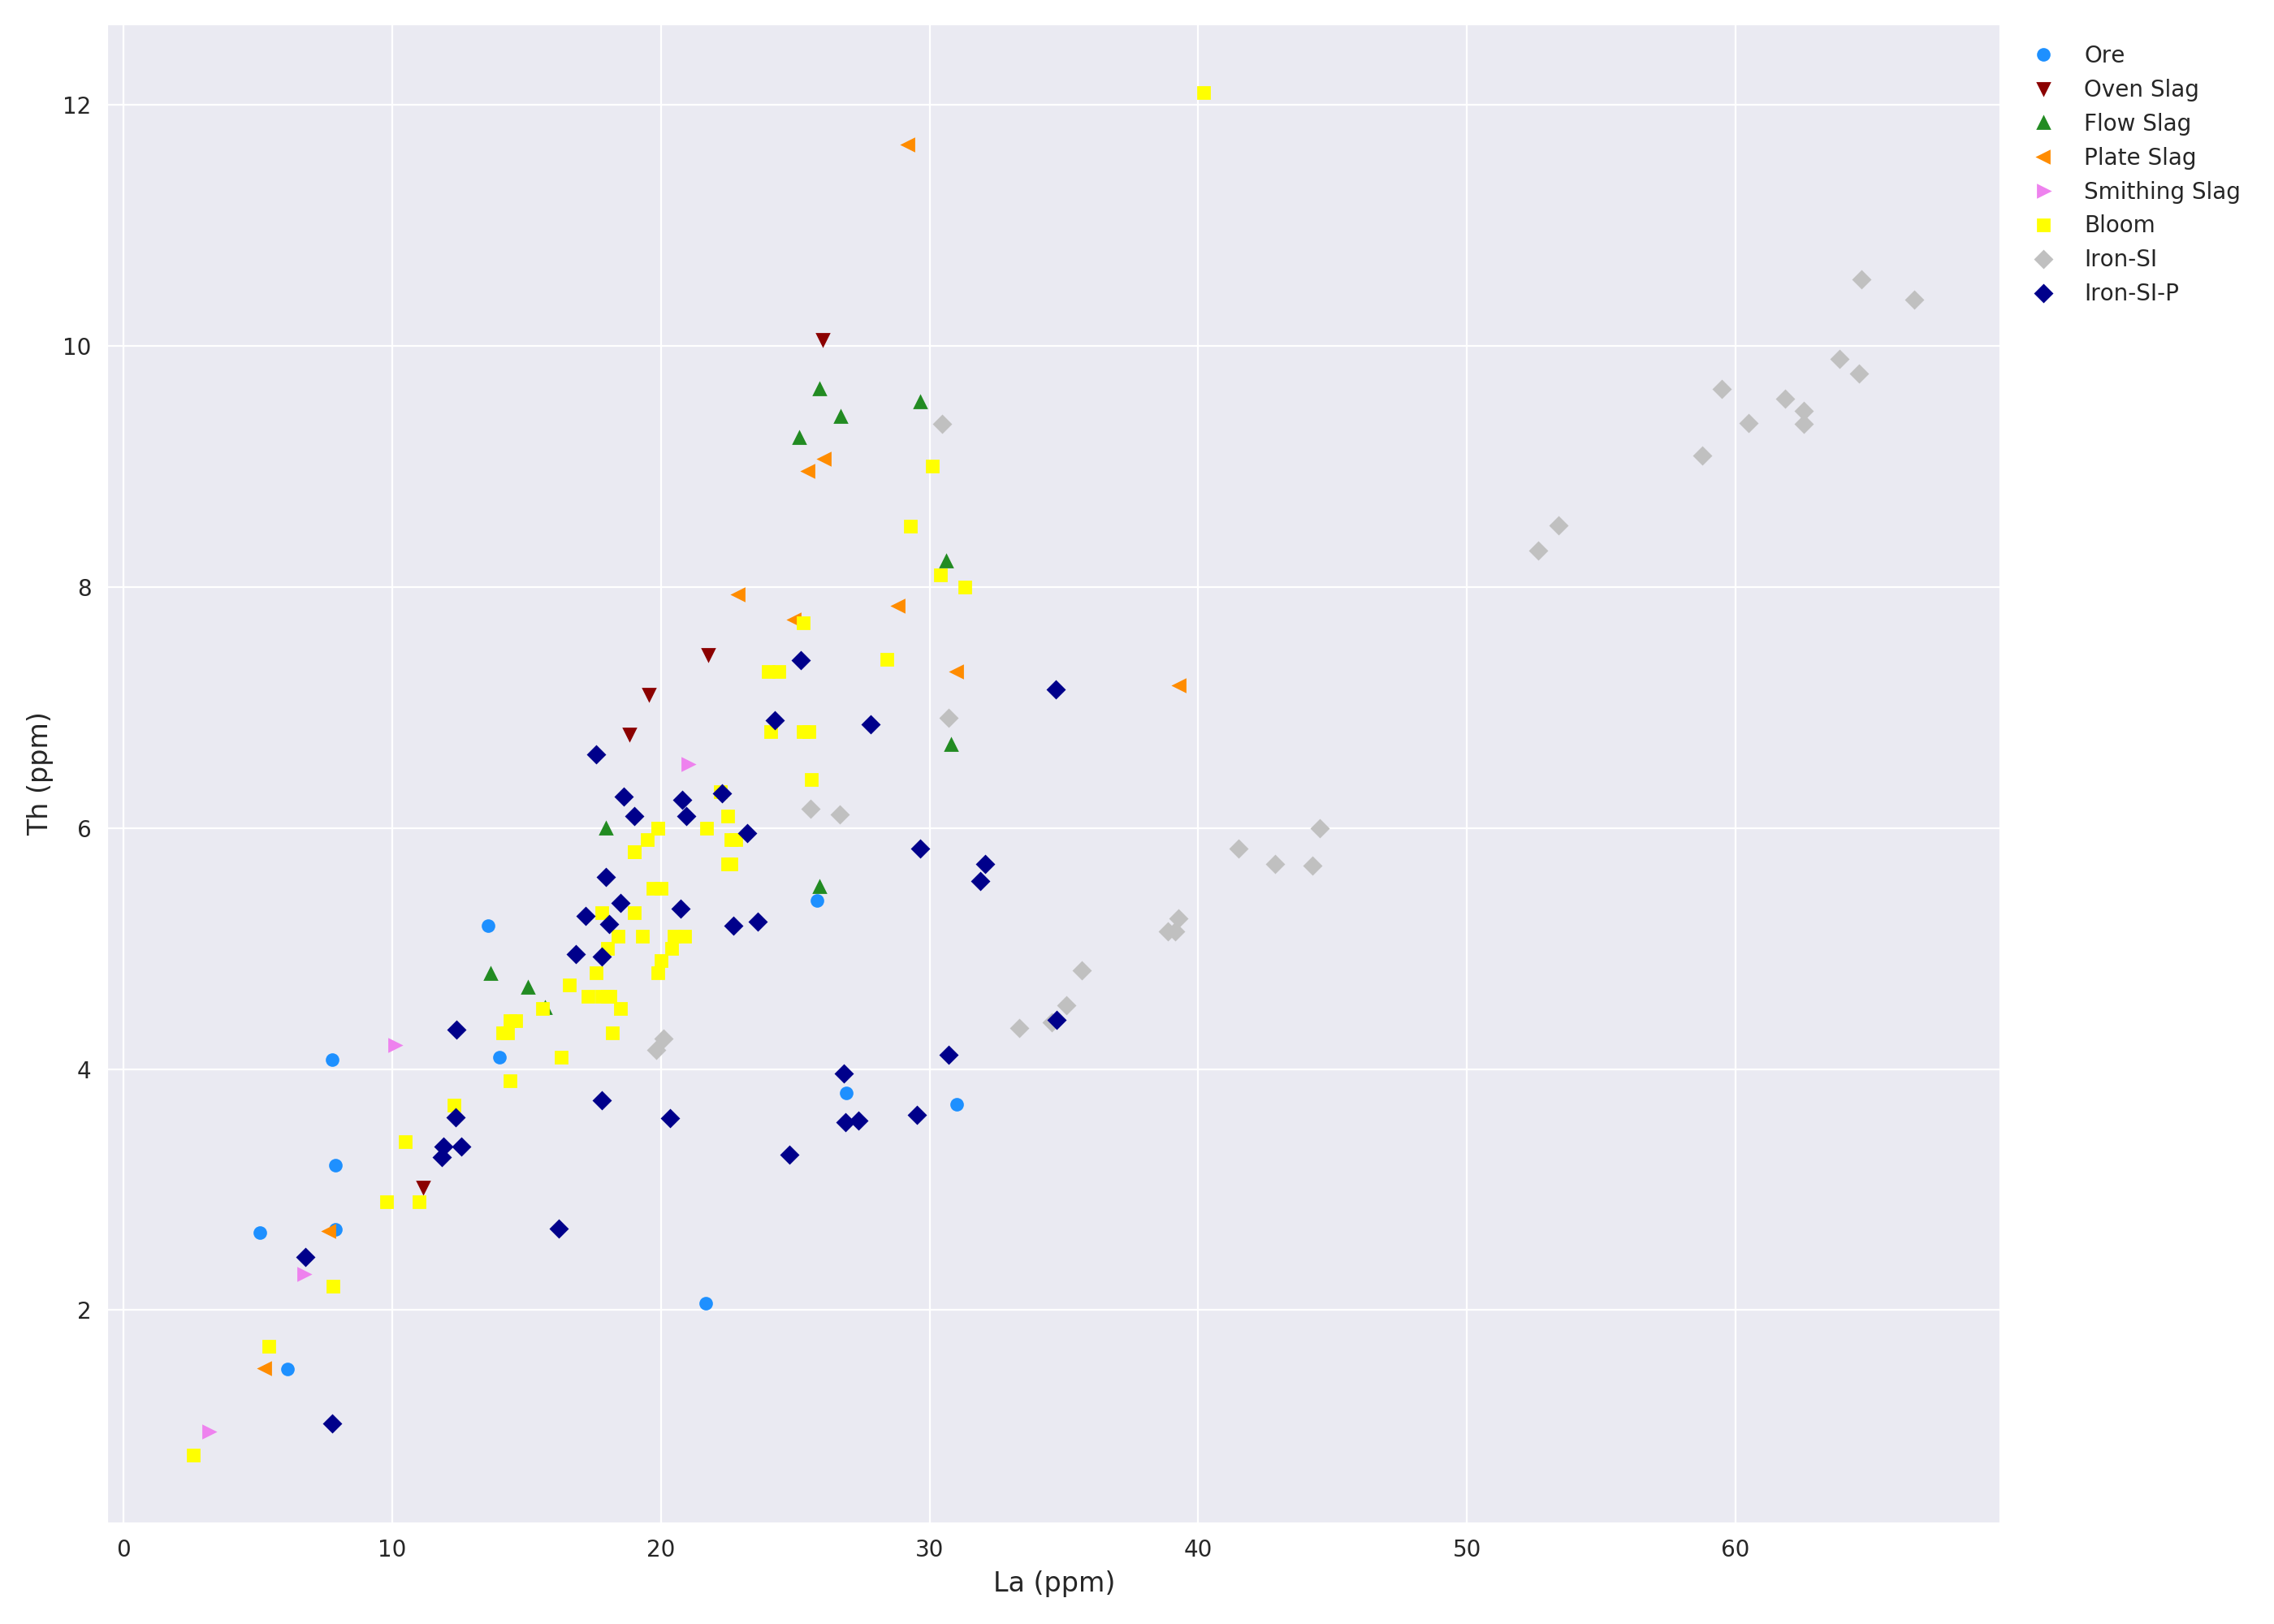 Ore
Oven Slag
Flow Slag
Plate Slag
Smithing Slag
Bloom
Iron-SI
Iron-SI-P
12
10
8
6
4
2
Th (ppm)
0 10 20 30 40 50 60
La (ppm)